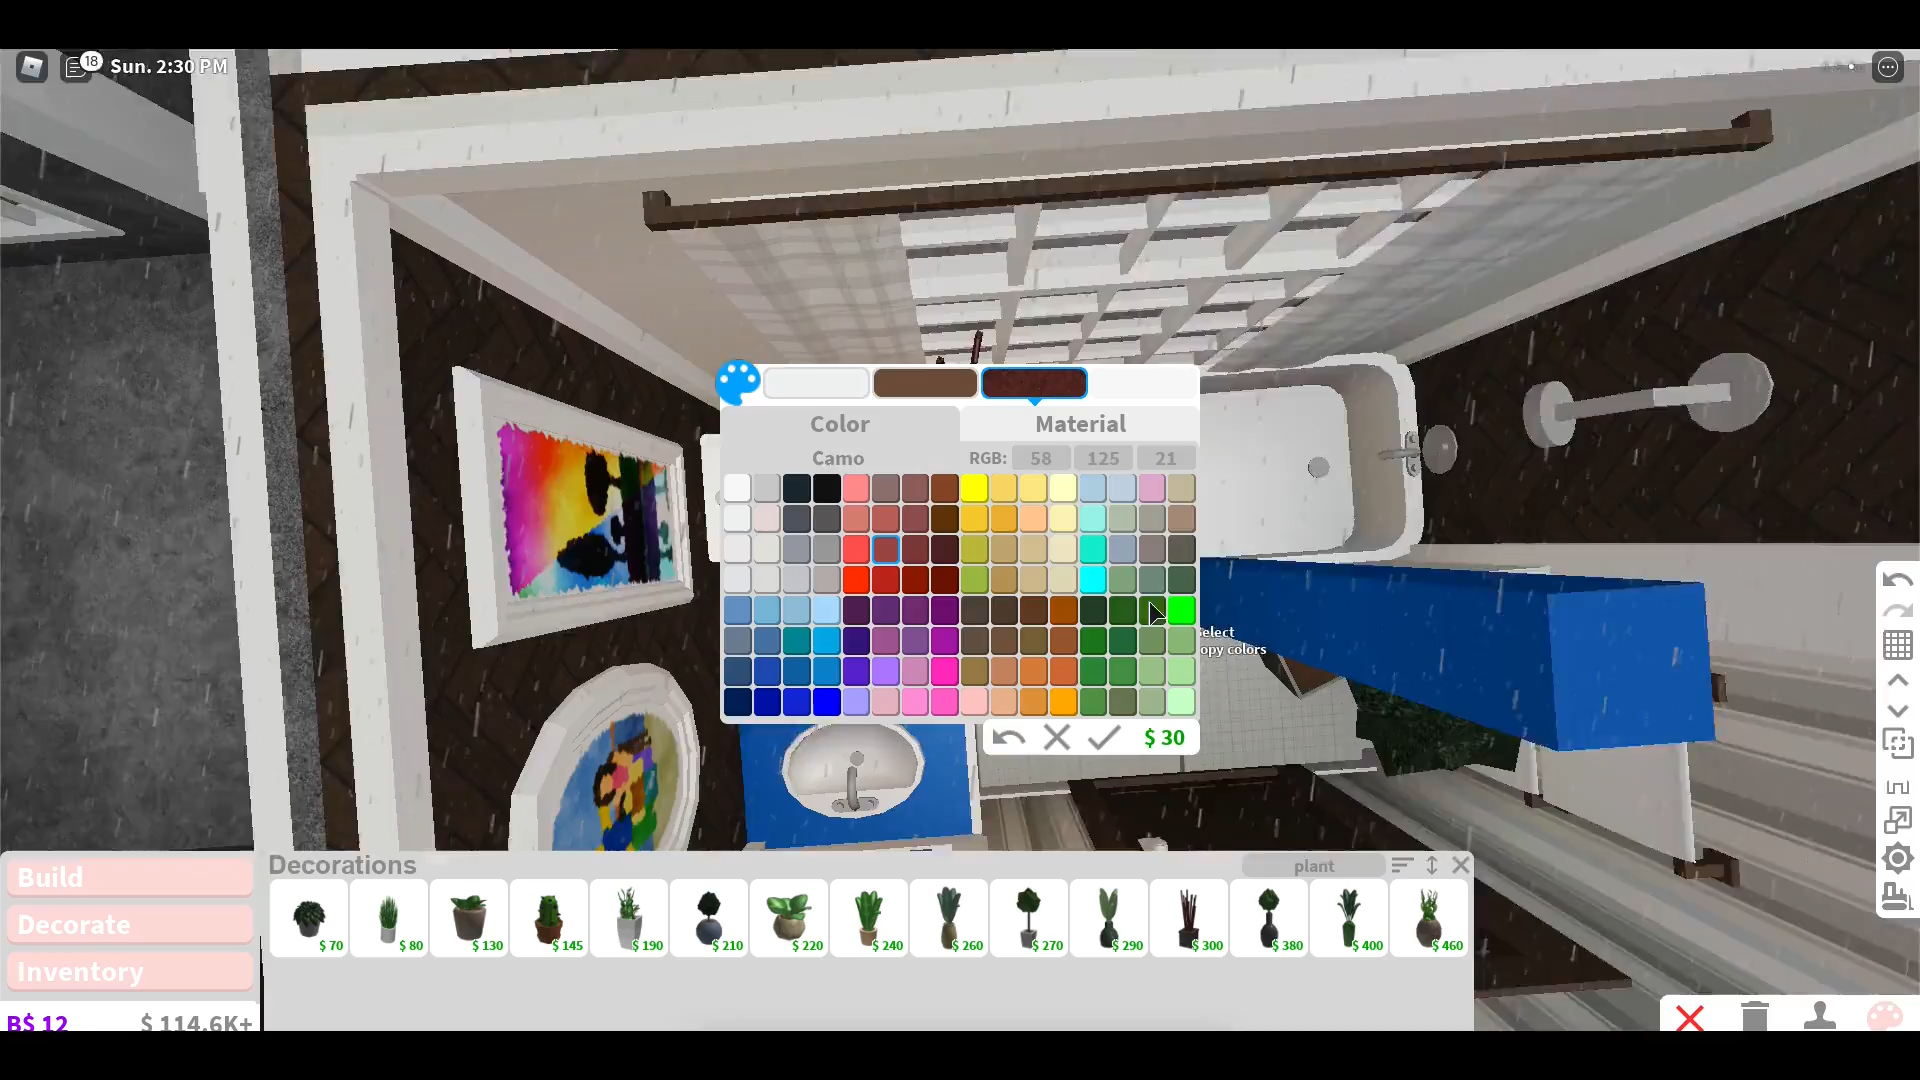 18
Sun. 2:30 PM
Color
Material
Camo
RGB:
58
125
21
Select
opy colors
$ 30
Decorations
plant
Build
Decorate
Inventory
$ 70
$ 80
$ 130
$ 145
$ 190
$ 210
$ 220
$ 240
$ 260
$ 270
$ 290
$ 300
$ 380
$ 400
$ 460
B$ 12
$ 114.6K+